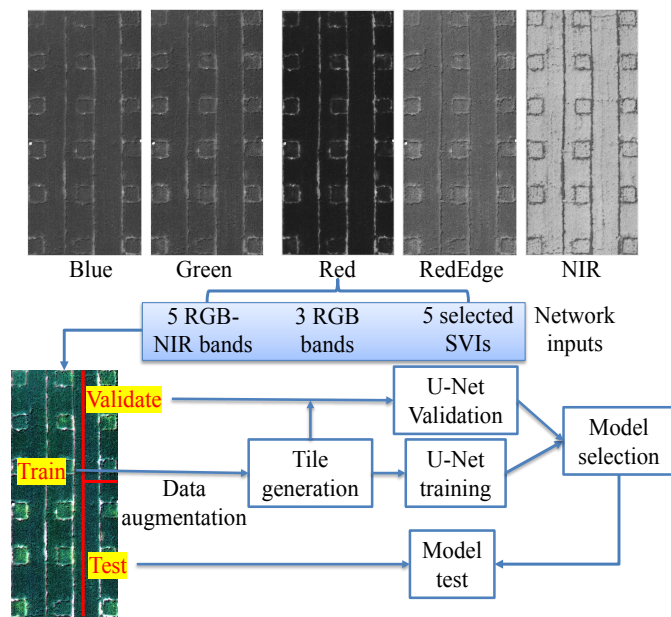 Blue
Green
Red
RedEdge
NIR
5 RGB-
NIR bands
3 RGB
bands
5 selected
SVIs
Network
inputs
Validate
U-Net
Validation
Train
Data
augmentation
Tile
generation
U-Net
training
Model
selection
Test
Model
test